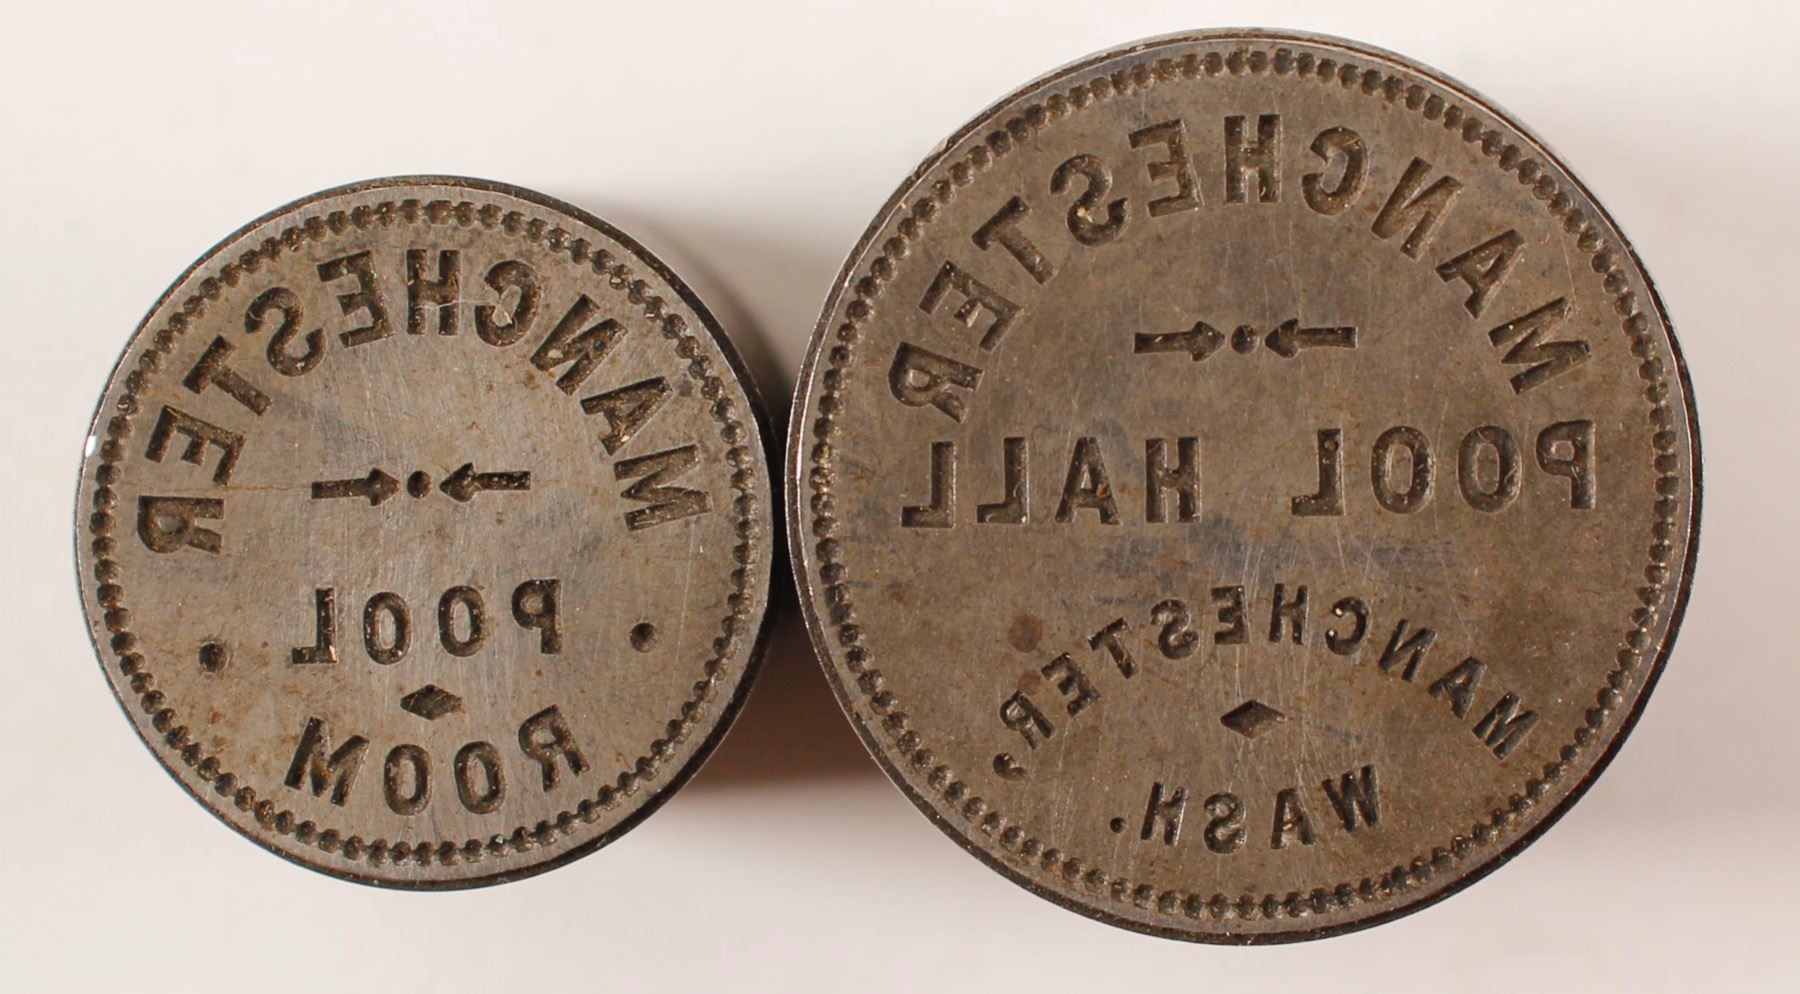 MANCHESTER
POOL
ROOM
MANCHESTER
POOL HALL
MANCHESTER,
WASH.